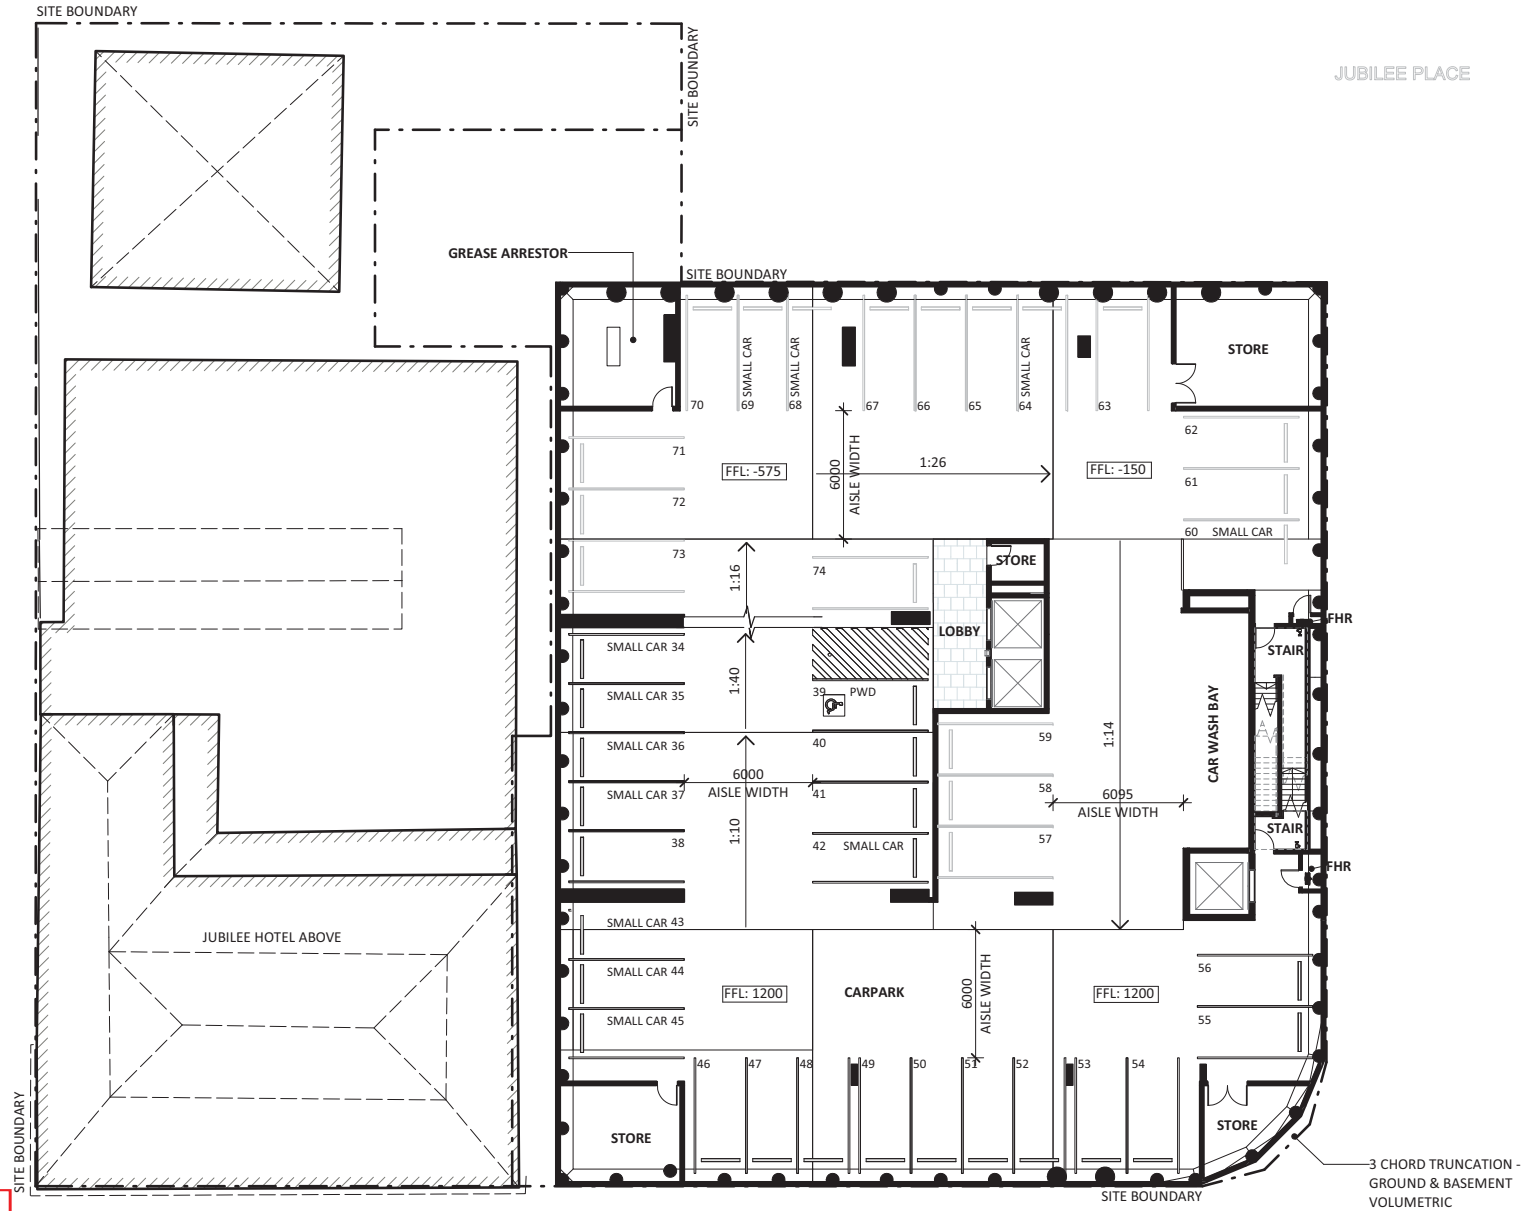 SITE BOUNDARY
SITE BOUNDARY
JUBILEE PLACE
GREASE ARRESTOR
SITE BOUNDARY
SMALL CAR
SMALL CAR
SMALL CAR
STORE
70
69
68
67
66
65
64
63
62
71
FFL: -575
6000
AISLE WIDTH
1:26
FFL: -150
61
72
60 SMALL CAR
73
1:16
74
STORE
FHR
LOBBY
SMALL CAR 34
STAIR
1:40
39 PWD
SMALL CAR 35
CAR WASH BAY
1:14
59
SMALL CAR 36
40
6000
AISLE WIDTH
SMALL CAR 37
41
58
6095
AISLE WIDTH
1:10
38
42 SMALL CAR
57
STAIR
FHR
SMALL CAR 43
JUBILEE HOTEL ABOVE
SMALL CAR 44
56
FFL: 1200
CARPARK
6000
AISLE WIDTH
FFL: 1200
SMALL CAR 45
55
46
47
48
49
50
51
52
53
54
SITE BOUNDARY
STORE
STORE
3 CHORD TRUNCATION -
GROUND & BASEMENT
VOLUMETRIC
SITE BOUNDARY